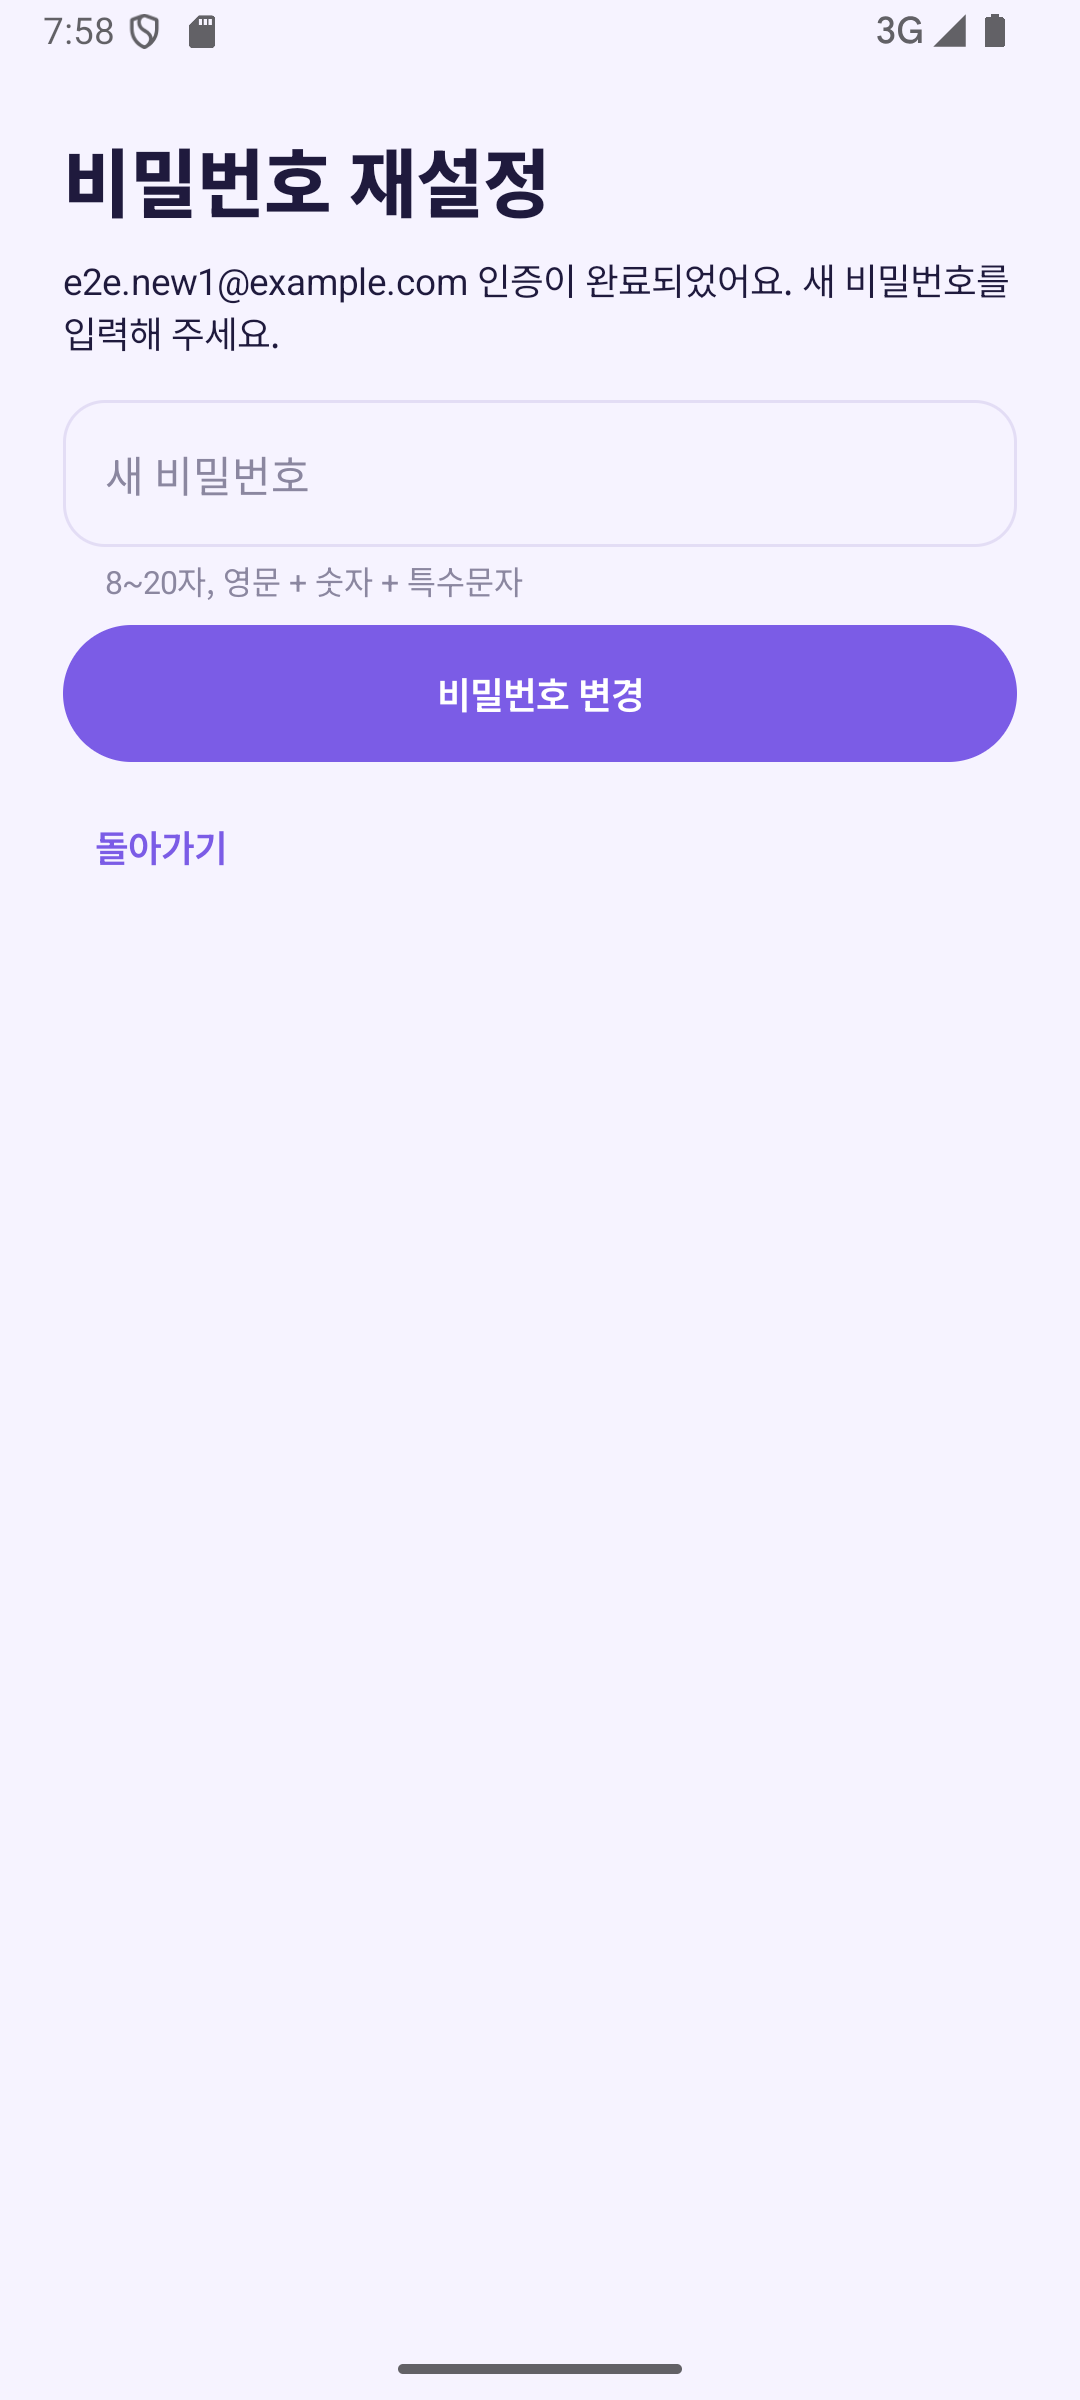 7:58
3G
비밀번호 재설정
e2e.new1@example.com 인증이 완료되었어요. 새 비밀번호를
입력해 주세요.
새 비밀번호
8~20자, 영문 + 숫자 + 특수문자
비밀번호 변경
돌아가기